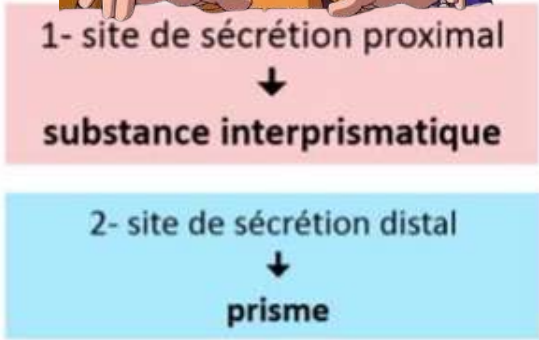 1- site de sécrétion proximal
↓
substance interprismatique
2- site de sécrétion distal
↓
prisme